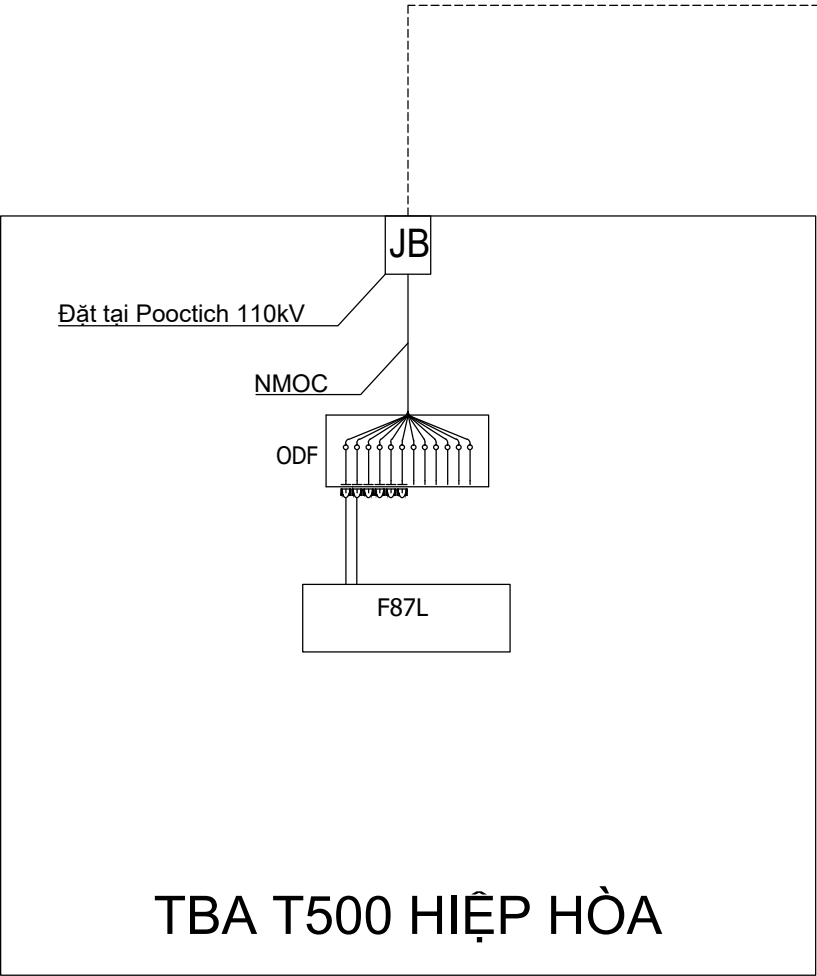 JB
Đặt tại Pooctich 110kV
NMOC
ODF
F87L
TBA T500 HIỆP HÒA